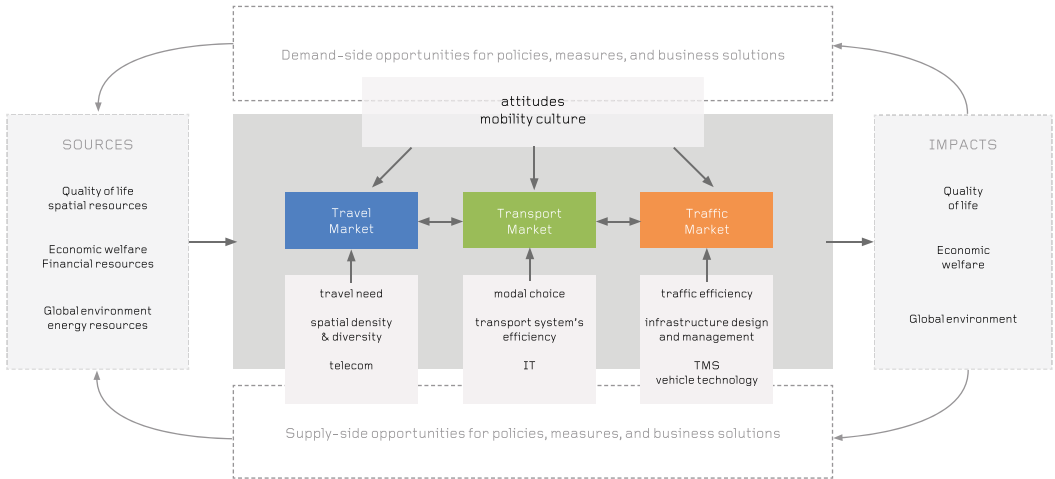 Demand-side opportunities for policies, measures, and business solutions
attitudes
mobility culture
SOURCES
Quality of life
spatial resources
Economic welfare
Financial resources
Global environment
energy resources
Travel
Market
Transport
Market
Traffic
Market
travel need
spatial density
& diversity
telecom
modal choice
transport system's
efficiency
IT
traffic efficiency
infrastructure design
and management
TMS
vehicle technology
IMPACTS
Quality
of life
Economic
welfare
Global environment
Supply-side opportunities for policies, measures, and business solutions